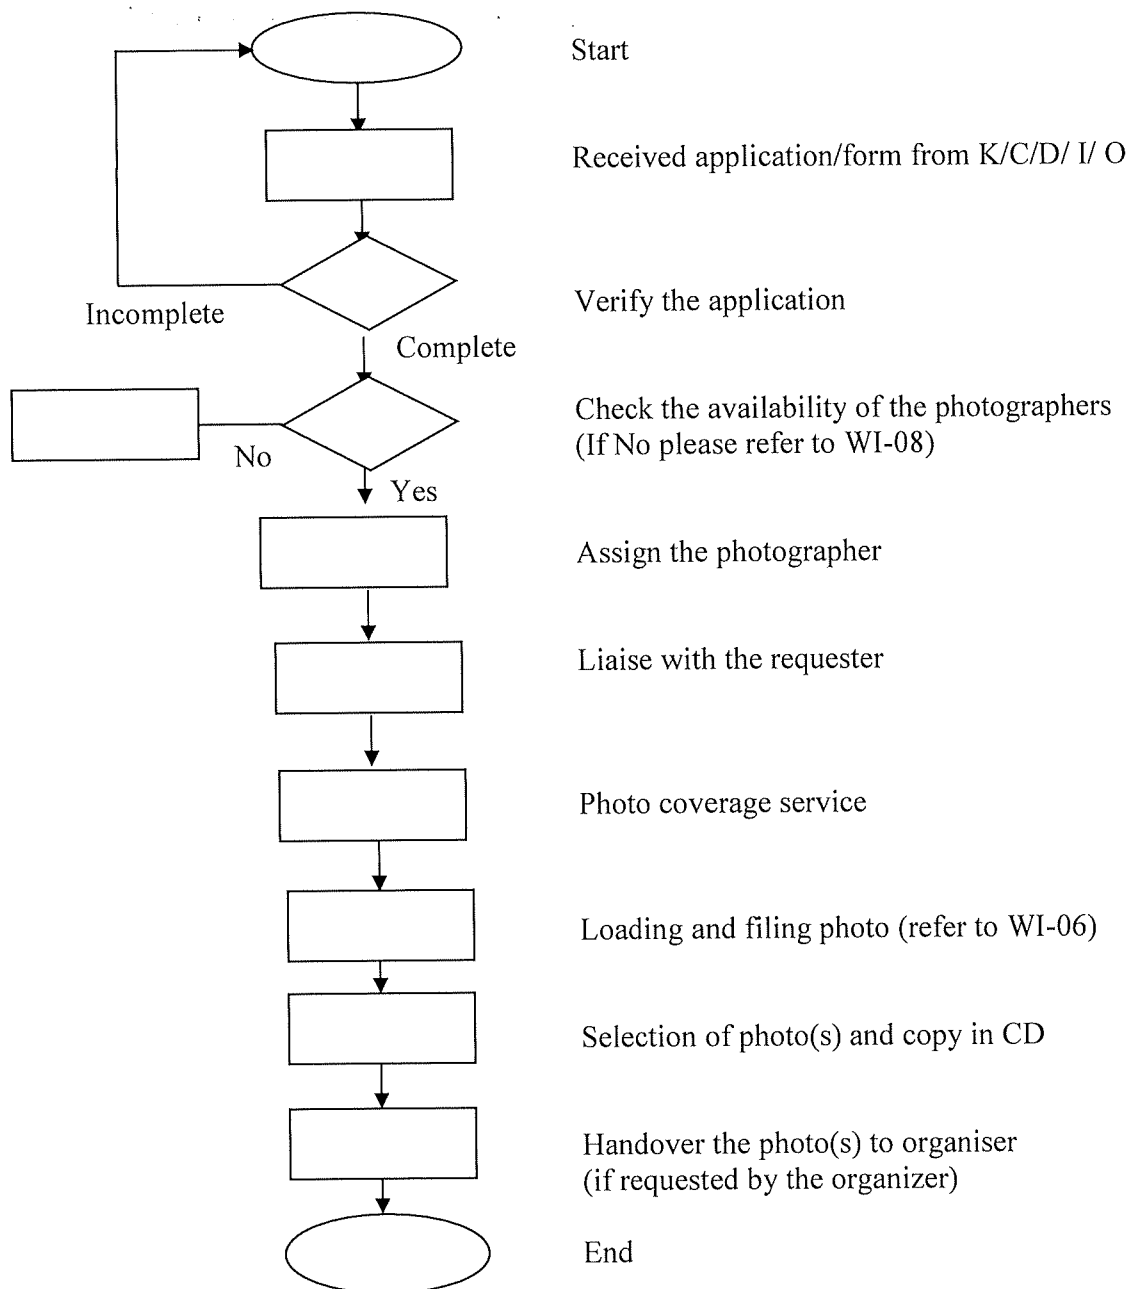 Start
Received application/form from K/C/D/ I/ O
Verify the application
Incomplete
Complete
Check the availability of the photographers
(If No please refer to WI-08)
No
Yes
Assign the photographer
Liaise with the requester
Photo coverage service
Loading and filing photo (refer to WI-06)
Selection of photo(s) and copy in CD
Handover the photo(s) to organiser
(if requested by the organizer)
End